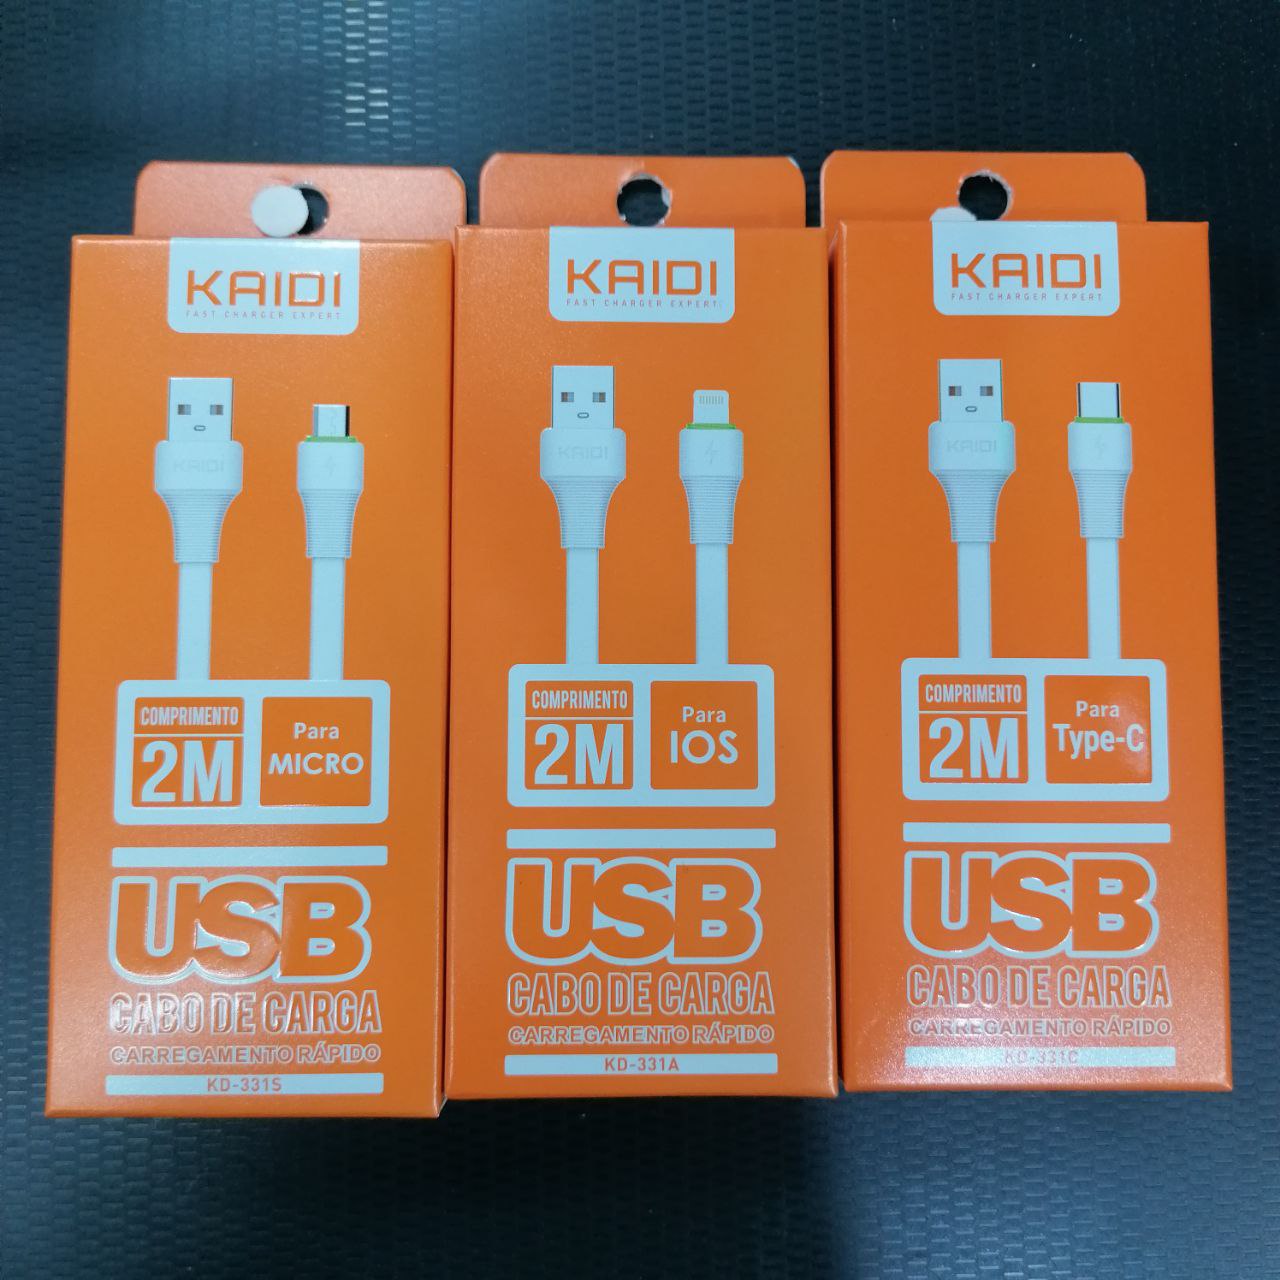 KAIDI
FAST CHARGER EXPERT
KAIDI
COMPRIMENTO
2M
Para
MICRO
USB
CABO DE CARGA
CARREGAMENTO RÁPIDO
KD-331S
KAIDI
FAST CHARGER EXPERT
KAIDI
COMPRIMENTO
2M
Para
IOS
USB
CABO DE CARGA
CARREGAMENTO RÁPIDO
KD-331A
KAIDI
FAST CHARGER EXPERT
KAIDI
COMPRIMENTO
2M
Para
Type-C
USB
CABO DE CARGA
CARREGAMENTO RÁPIDO
KD-331C